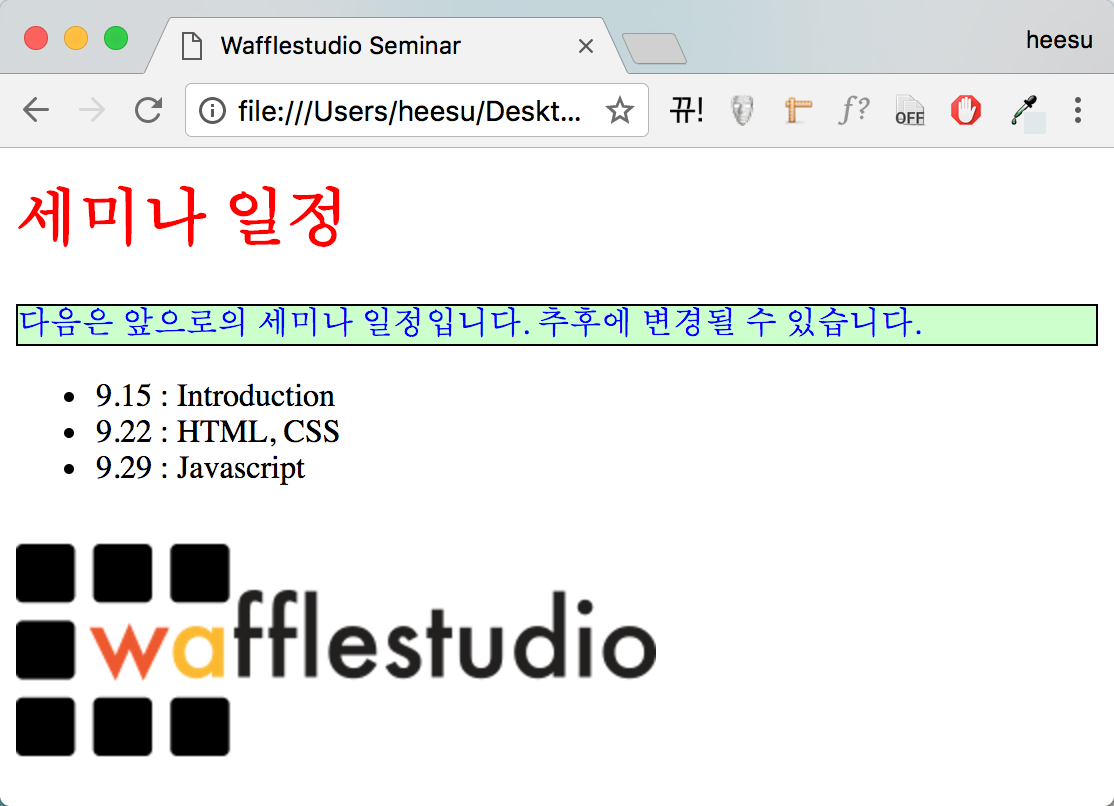 Wafflestudio Seminar
heesu
file:///Users/heesu/Deskt...
뀨!
f?
OFF
세미나 일정
다음은 앞으로의 세미나 일정입니다. 추후에 변경될 수 있습니다.
9.15 : Introduction
9.22 : HTML, CSS
9.29 : Javascript
wafflestudio